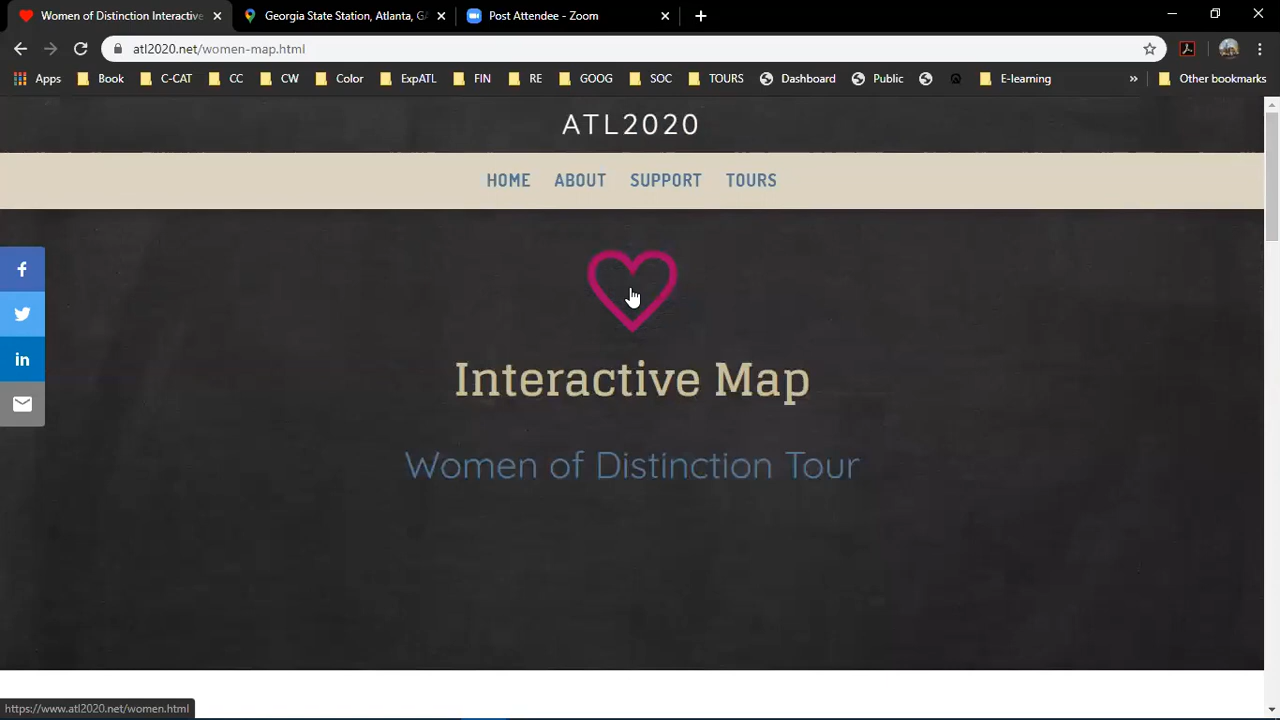 Women of Distinction Interactive
Georgia State Station, Atlanta, GA
Post Attendee - Zoom
atl2020.net/women-map.html
Apps Book C-CAT CC CW Color ExpATL FIN RE GOOG SOC TOURS Dashboard Public E-learning » Other bookmarks
ATL2020
HOME ABOUT SUPPORT TOURS
Interactive Map
Women of Distinction Tour
https://www.atl2020.net/women.html